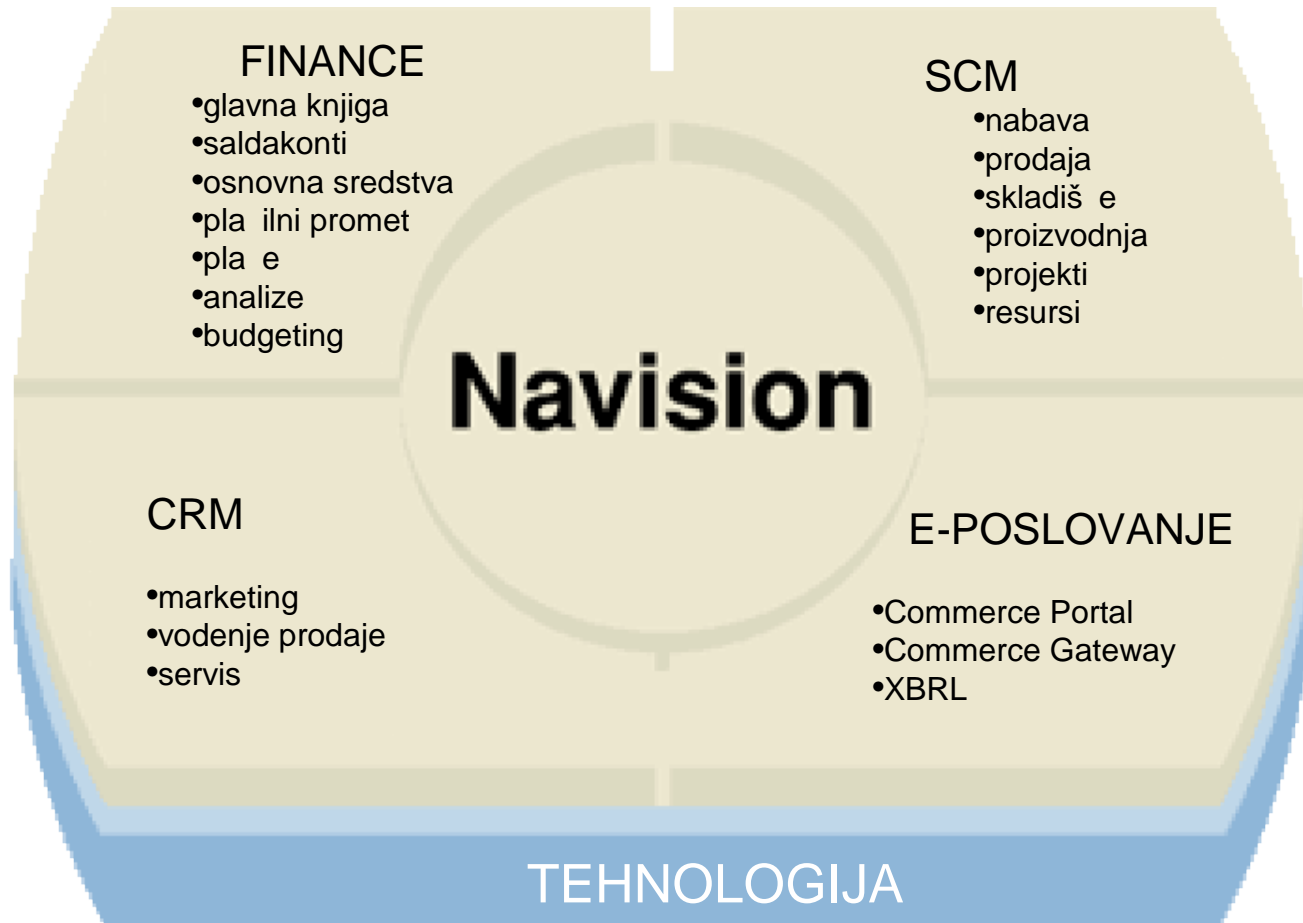 FINANCE
•glavna knjiga
•saldakonti
•osnovna sredstva
•pla ilni promet
•pla e
•analize
•budgeting
SCM
•nabava
•prodaja
•skladiš e
•proizvodnja
•projekti
•resursi
Navision
CRM
•marketing
•vodenje prodaje
•servis
E-POSLOVANJE
•Commerce Portal
•Commerce Gateway
•XBRL
TEHNOLOGIJA